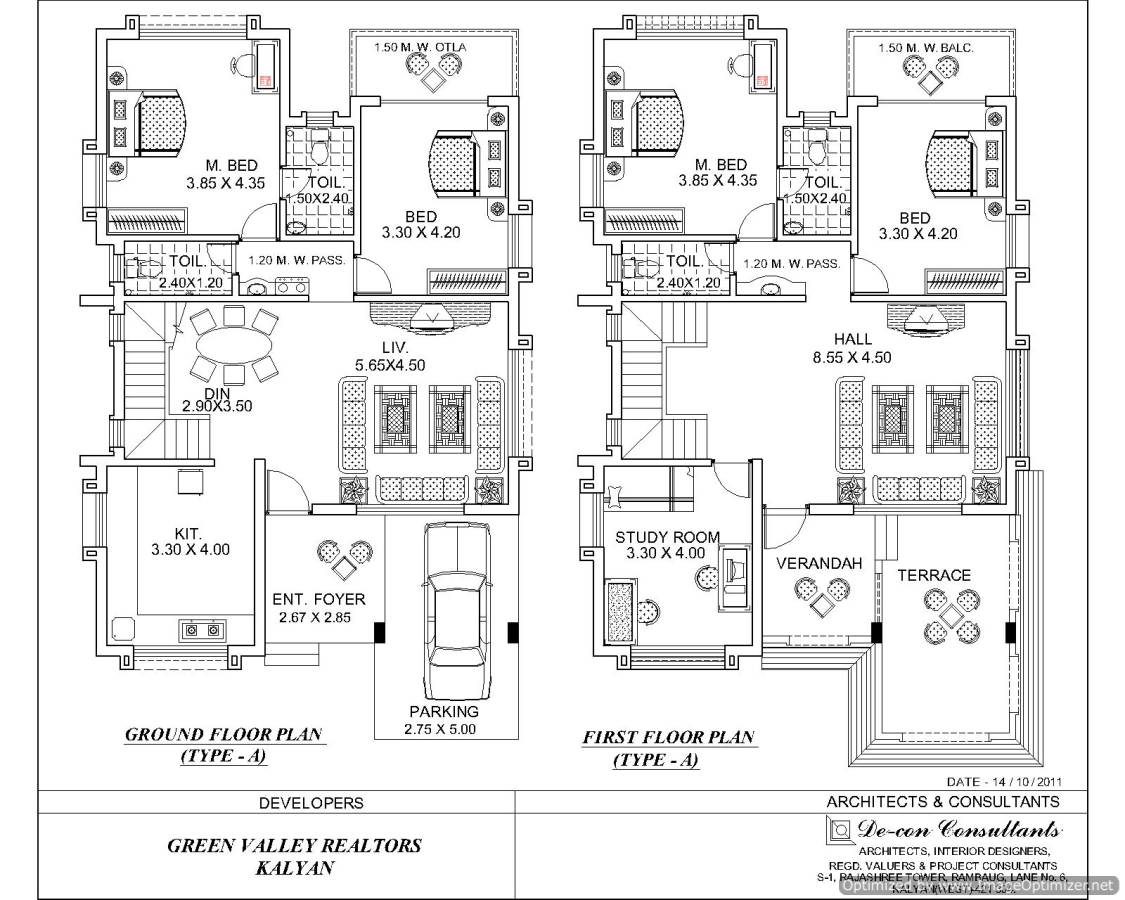 1.50 M. W. OTLA
M. BED
3.85 X 4.35
TOIL.
1.50X2.40
BED
3.30 X 4.20
TOIL.
2.40X1.20
1.20 M. W. PASS.
LIV.
5.65X4.50
DIN
2.90X3.50
KIT.
3.30 X 4.00
ENT. FOYER
2.67 X 2.85
PARKING
2.75 X 5.00
GROUND FLOOR PLAN
(TYPE - A)
1.50 M. W. BALC.
M. BED
3.85 X 4.35
TOIL.
1.50X2.40
BED
3.30 X 4.20
TOIL.
2.40X1.20
1.20 M. W. PASS.
HALL
8.55 X 4.50
STUDY ROOM
3.30 X 4.00
VERANDAH
TERRACE
FIRST FLOOR PLAN
(TYPE - A)
DATE - 14 / 10 / 2011
DEVELOPERS
GREEN VALLEY REALTORS
KALYAN
ARCHITECTS & CONSULTANTS
De-con Consultants
ARCHITECTS, INTERIOR DESIGNERS,
REGD. VALUERS & PROJECT CONSULTANTS
S-1, RAJASHREE TOWER, RAMBAUG, LANE No. 6,
KALYAN(WEST)
Optimized by www.ImageOptimizer.net